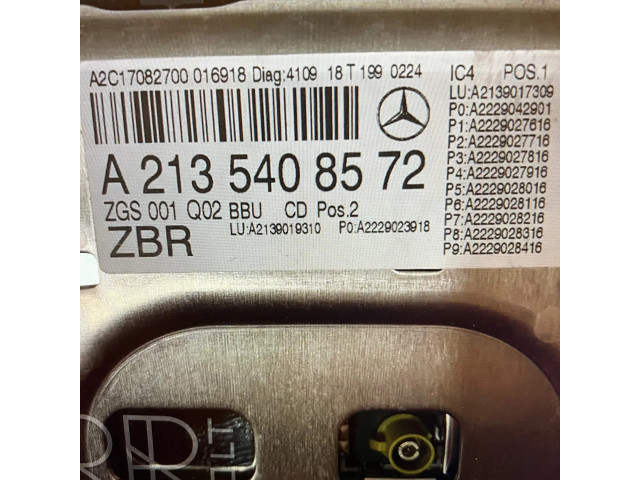 A2C17082700 016918 Diag:4109 18 T 199 0224
A 213 540 85 72
ZGS 001 Q02 BBU CD Pos.2
ZBR LU:A2139019310 P0:A2229023918
IC4 POS.1
LU:A2139017309
P0:A2229042901
P1:A2229027616
P2:A2229027716
P3:A2229027816
P4:A2229027916
P5:A2229028016
P6:A2229028116
P7:A2229028216
P8:A2229028316
P9:A2229028416